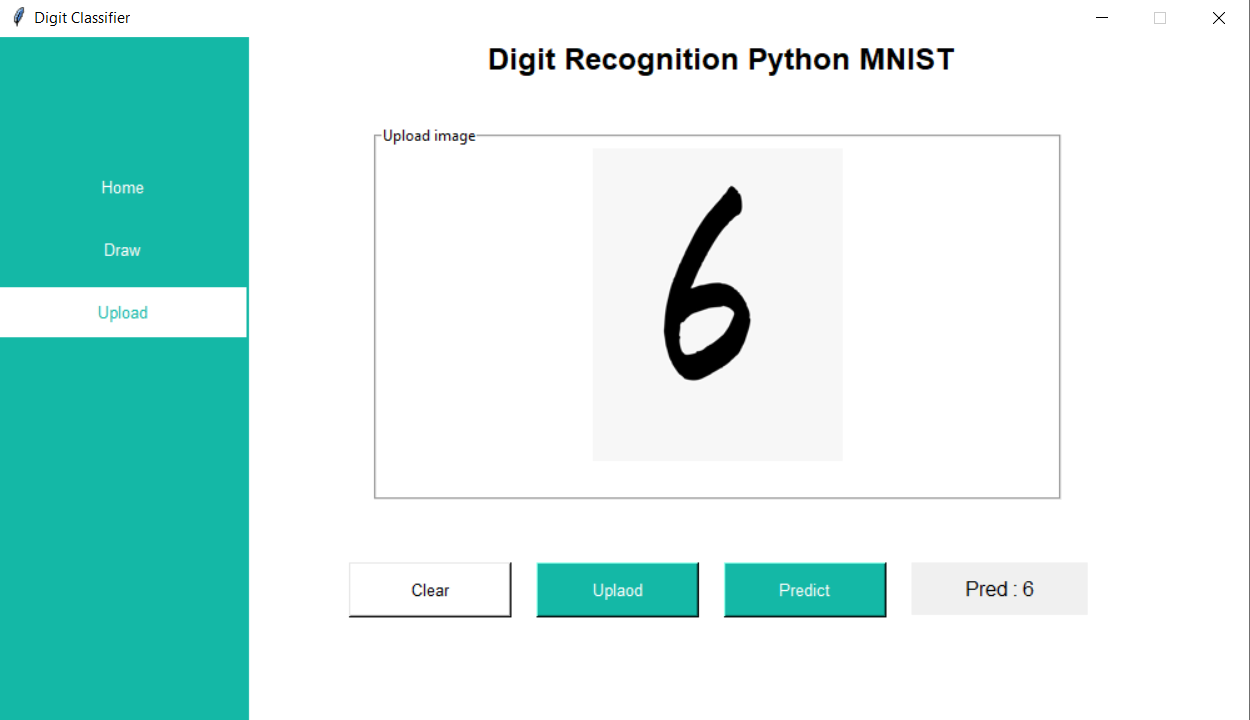 Digit Classifier
Digit Recognition Python MNIST
Home
Draw
Upload
Upload image
6
Clear
Uplaod
Predict
Pred : 6